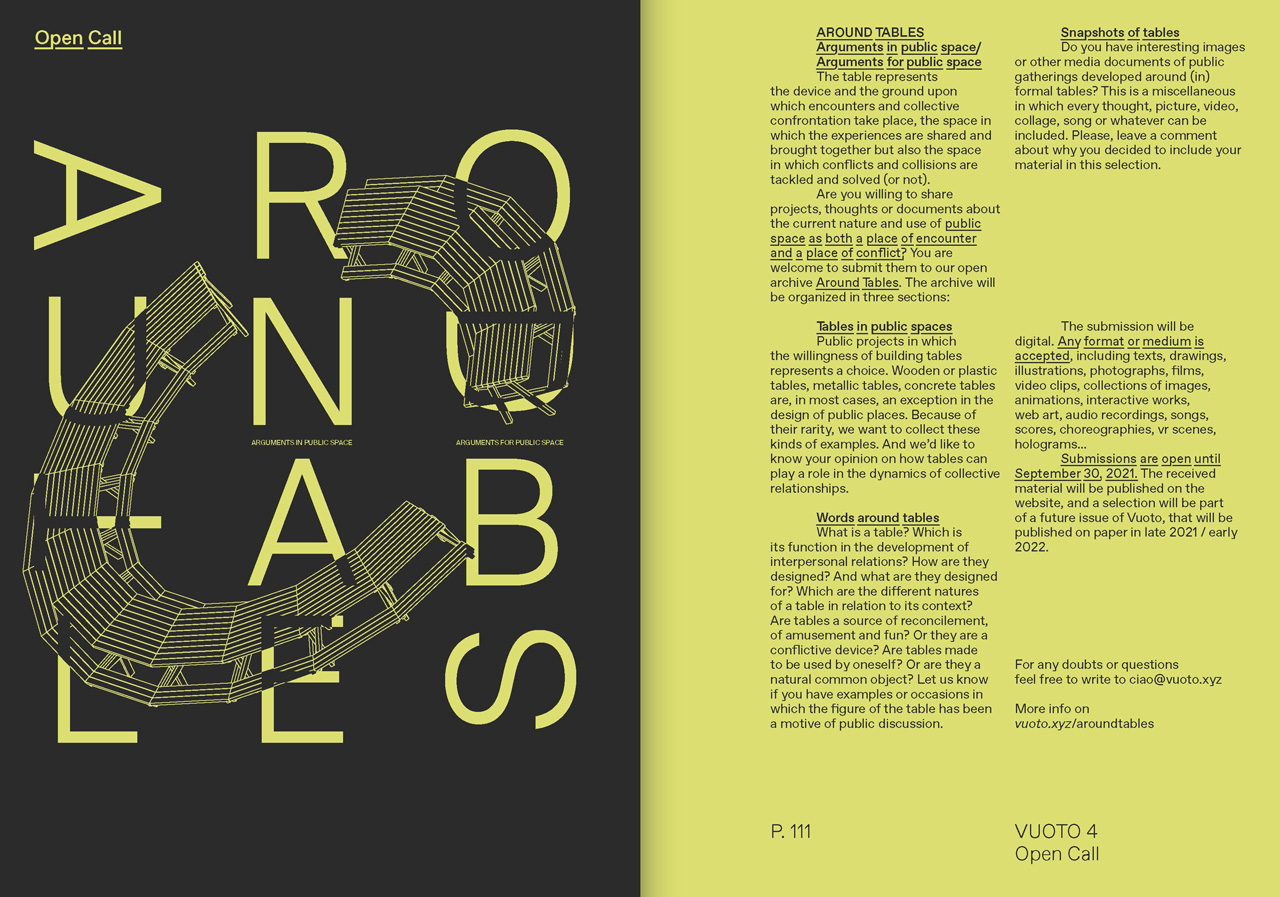 Open Call
A R O
U N D
ARGUMENTS IN PUBLIC SPACE
ARGUMENTS FOR PUBLIC SPACE
T A B
L E S
AROUND TABLES
Arguments in public space/
Arguments for public space
The table represents
the device and the ground upon
which encounters and collective
confrontation take place, the space in
which the experiences are shared and
brought together but also the space
in which conflicts and collisions are
tackled and solved (or not).
Are you willing to share
projects, thoughts or documents about
the current nature and use of public
space as both a place of encounter
and a place of conflict? You are
welcome to submit them to our open
archive Around Tables. The archive will
be organized in three sections:
Tables in public spaces
Public projects in which
the willingness of building tables
represents a choice. Wooden or plastic
tables, metallic tables, concrete tables
are, in most cases, an exception in the
design of public places. Because of
their rarity, we want to collect these
kinds of examples. And we’d like to
know your opinion on how tables can
play a role in the dynamics of collective
relationships.
Words around tables
What is a table? Which is
its function in the development of
interpersonal relations? How are they
designed? And what are they designed
for? Which are the different natures
of a table in relation to its context?
Are tables a source of reconcilement,
of amusement and fun? Or they are a
conflictive device? Are tables made
to be used by oneself? Or are they a
natural common object? Let us know
if you have examples or occasions in
which the figure of the table has been
a motive of public discussion.
Snapshots of tables
Do you have interesting images
or other media documents of public
gatherings developed around (in)
formal tables? This is a miscellaneous
in which every thought, picture, video,
collage, song or whatever can be
included. Please, leave a comment
about why you decided to include your
material in this selection.
The submission will be
digital. Any format or medium is
accepted, including texts, drawings,
illustrations, photographs, films,
video clips, collections of images,
animations, interactive works,
web art, audio recordings, songs,
scores, choreographies, vr scenes,
holograms...
Submissions are open until
September 30, 2021. The received
material will be published on the
website, and a selection will be part
of a future issue of Vuoto, that will be
published on paper in late 2021 / early
2022.
For any doubts or questions
feel free to write to ciao@vuoto.xyz
More info on
vuoto.xyz/aroundtables
P. 111
VUOTO 4
Open Call